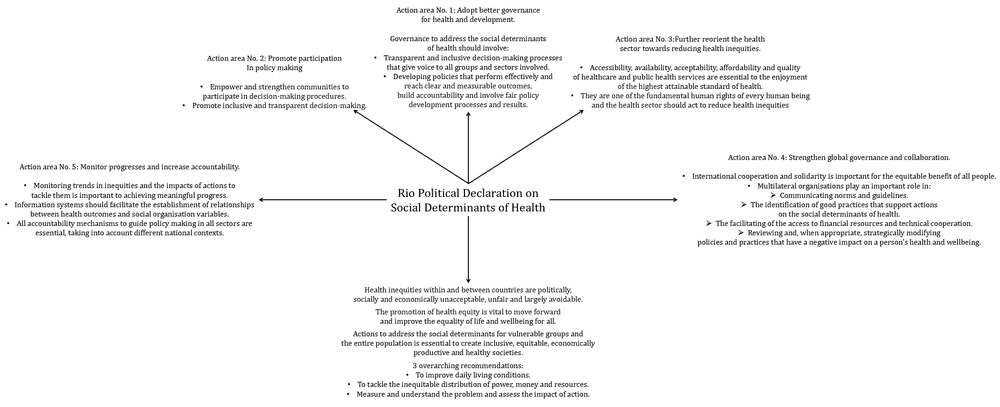 Action area No. 1: Adopt better governance
for health and development.
Governance to address the social determinants
of health should involve:
• Transparent and inclusive decision-making processes
that give voice to all groups and sectors involved.
• Developing policies that perform effectively and
reach clear and measurable outcomes,
build accountability and involve fair policy
development processes and results.
Action area No. 2: Promote participation
In policy making
• Empower and strengthen communities to
participate in decision-making procedures.
• Promote inclusive and transparent decision-making.
Action area No. 3:Further reorient the health
sector towards reducing health inequities.
• Accessibility, availability, acceptability, affordability and quality
of healthcare and public health services are essential to the enjoyment
of the highest attainable standard of health.
• They are one of the fundamental human rights of every human being
and the health sector should act to reduce health inequities
Action area No. 5: Monitor progresses and increase accountability.
• Monitoring trends in inequities and the impacts of actions to
tackle them is important to achieving meaningful progress.
• Information systems should facilitate the establishment of relationships
between health outcomes and social organisation variables.
• All accountability mechanisms to guide policy making in all sectors are
essential, taking into account different national contexts.
Rio Political Declaration on
Social Determinants of Health
Action area No. 4: Strengthen global governance and collaboration.
• International cooperation and solidarity is important for the equitable benefit of all people.
• Multilateral organisations play an important role in:
➢ Communicating norms and guidelines.
➢ The identification of good practices that support actions
on the social determinants of health.
➢ The facilitating of the access to financial resources and technical cooperation.
➢ Reviewing and, when appropriate, strategically modifying
policies and practices that have a negative impact on a person's health and wellbeing.
Health inequities within and between countries are politically,
socially and economically unacceptable, unfair and largely avoidable.
The promotion of health equity is vital to move forward
and improve the equality of life and wellbeing for all.
Actions to address the social determinants for vulnerable groups and
the entire population is essential to create inclusive, equitable, economically
productive and healthy societies.
3 overarching recommendations:
• To improve daily living conditions.
• To tackle the inequitable distribution of power, money and resources.
• Measure and understand the problem and assess the impact of action.